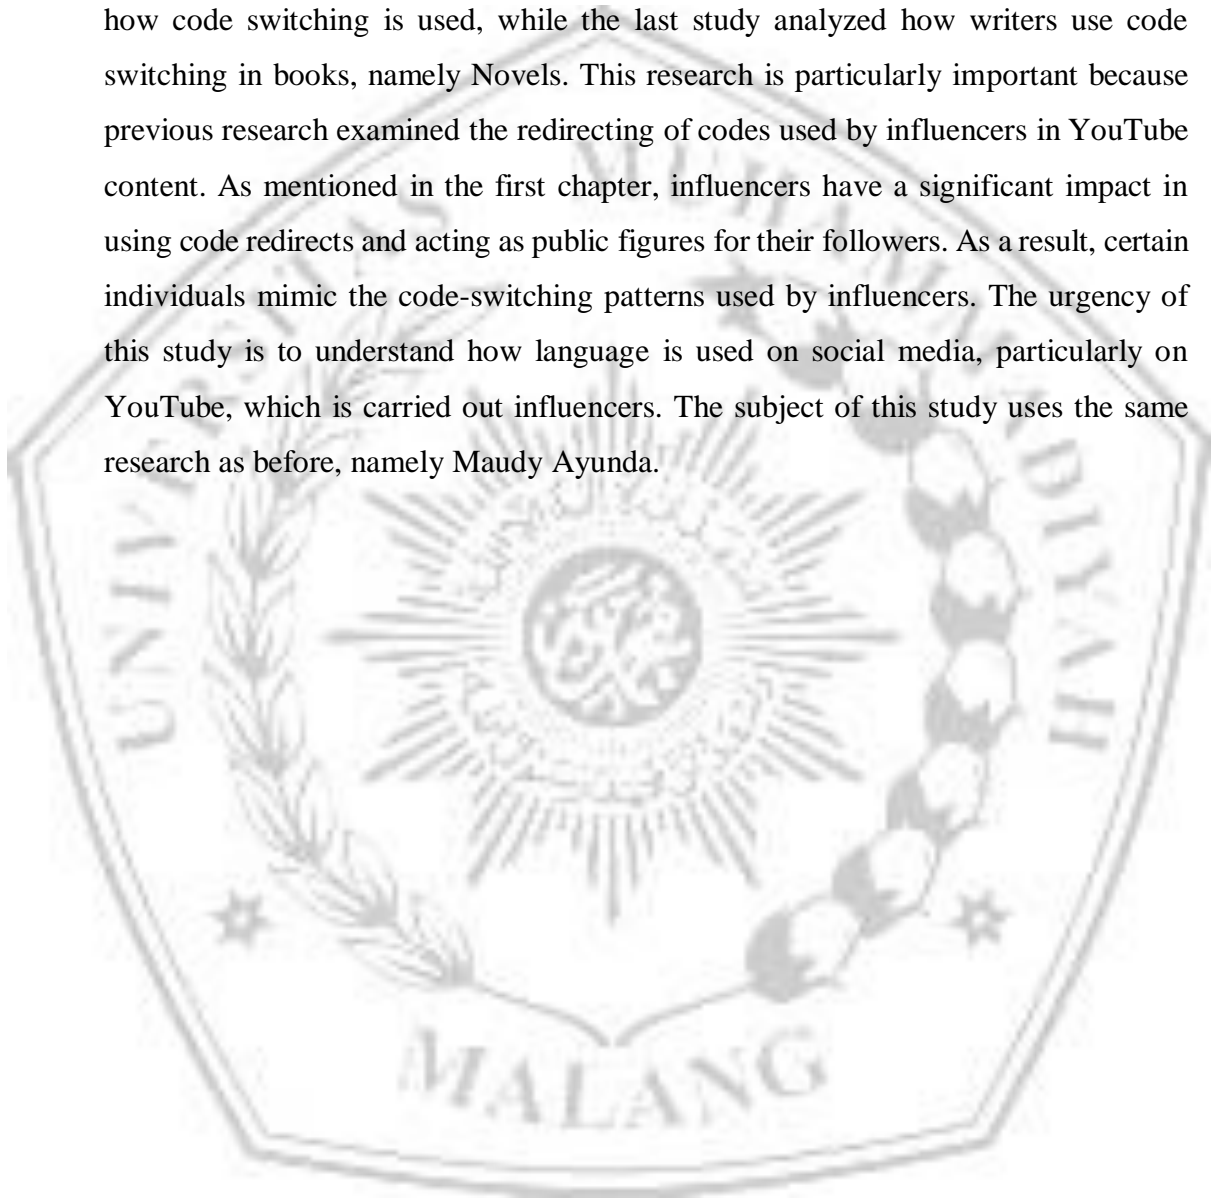 how code switching is used, while the last study analyzed how writers use code
switching in books, namely Novels. This research is particularly important because
previous research examined the redirecting of codes used by influencers in YouTube
content. As mentioned in the first chapter, influencers have a significant impact in
using code redirects and acting as public figures for their followers. As a result, certain
individuals mimic the code-switching patterns used by influencers. The urgency of
this study is to understand how language is used on social media, particularly on
YouTube, which is carried out influencers. The subject of this study uses the same
research as before, namely Maudy Ayunda.
UNIVERSITAS MUHAMMADIYAH
MALANG